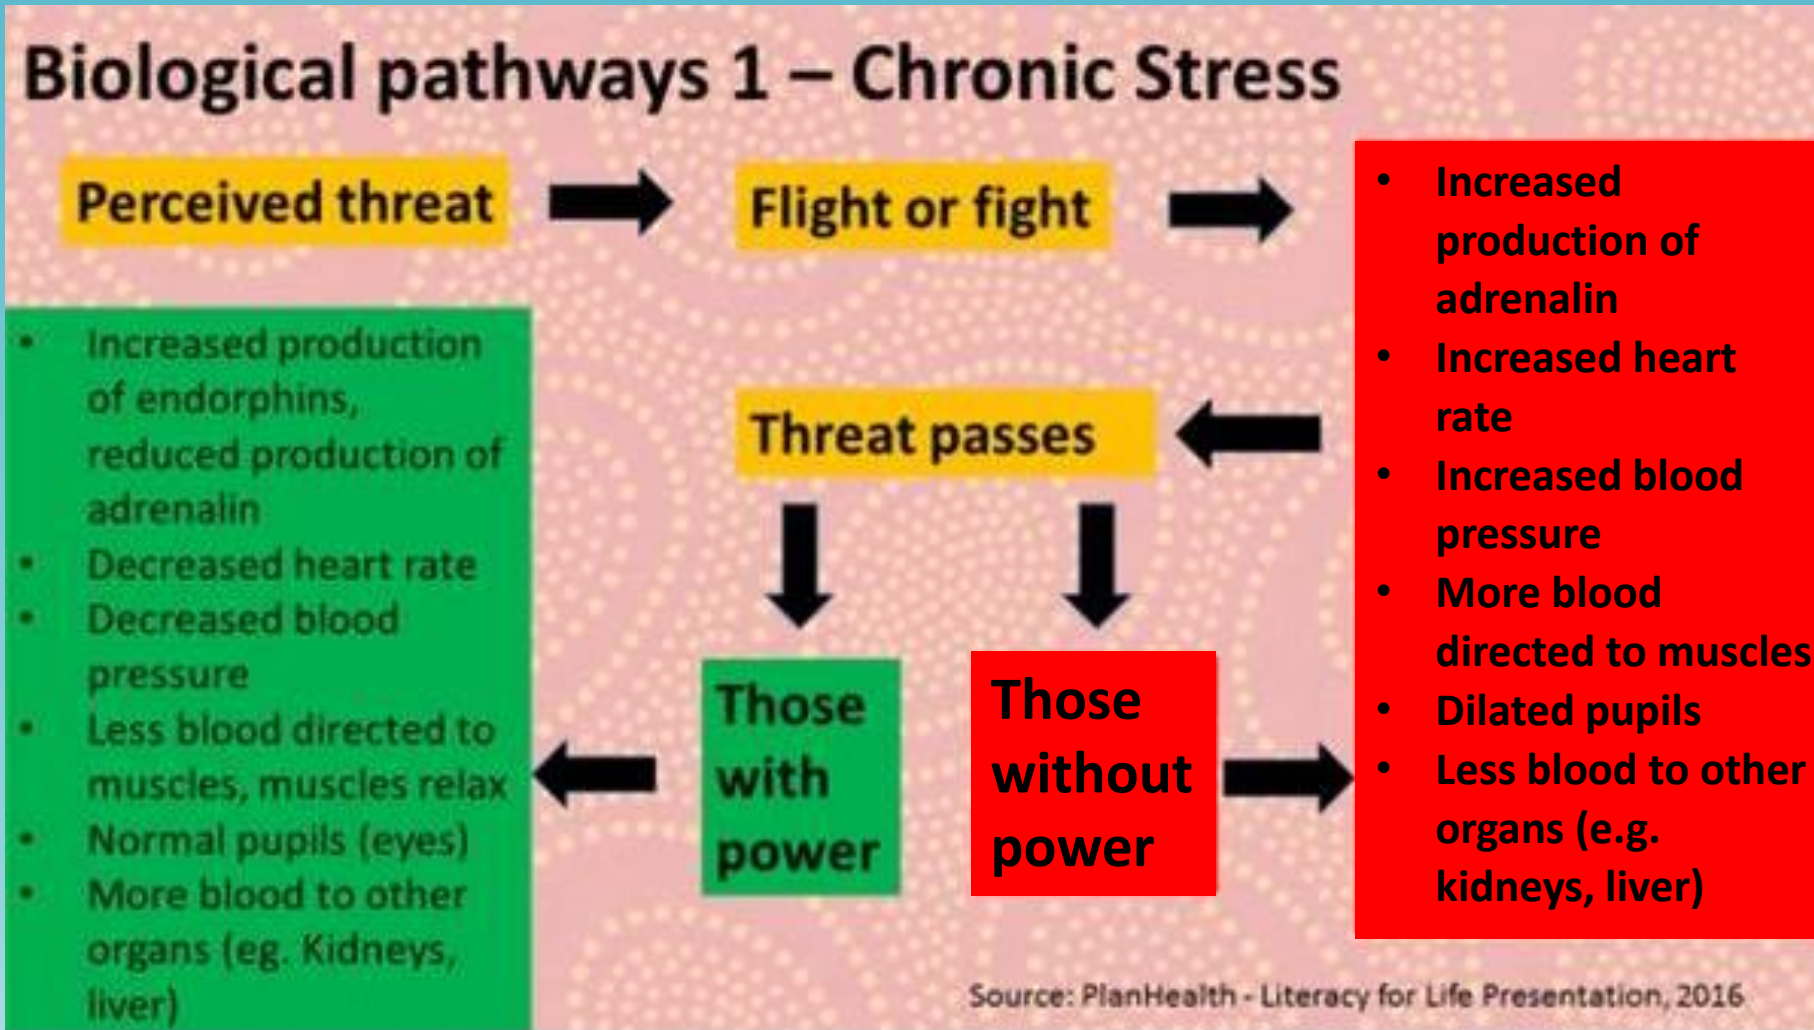 Biological pathways 1 – Chronic Stress
Perceived threat
Flight or fight
• Increased
production of
adrenalin
• Increased heart
rate
• Increased blood
pressure
• More blood
directed to muscles
• Dilated pupils
• Less blood to other
organs (e.g.
kidneys, liver)
Threat passes
Those
with
power
Those
without
power
• Increased production
of endorphins,
reduced production of
adrenalin
• Decreased heart rate
• Decreased blood
pressure
• Less blood directed to
muscles, muscles relax
• Normal pupils (eyes)
• More blood to other
organs (eg. Kidneys,
liver)
Source: PlanHealth - Literacy for Life Presentation, 2016